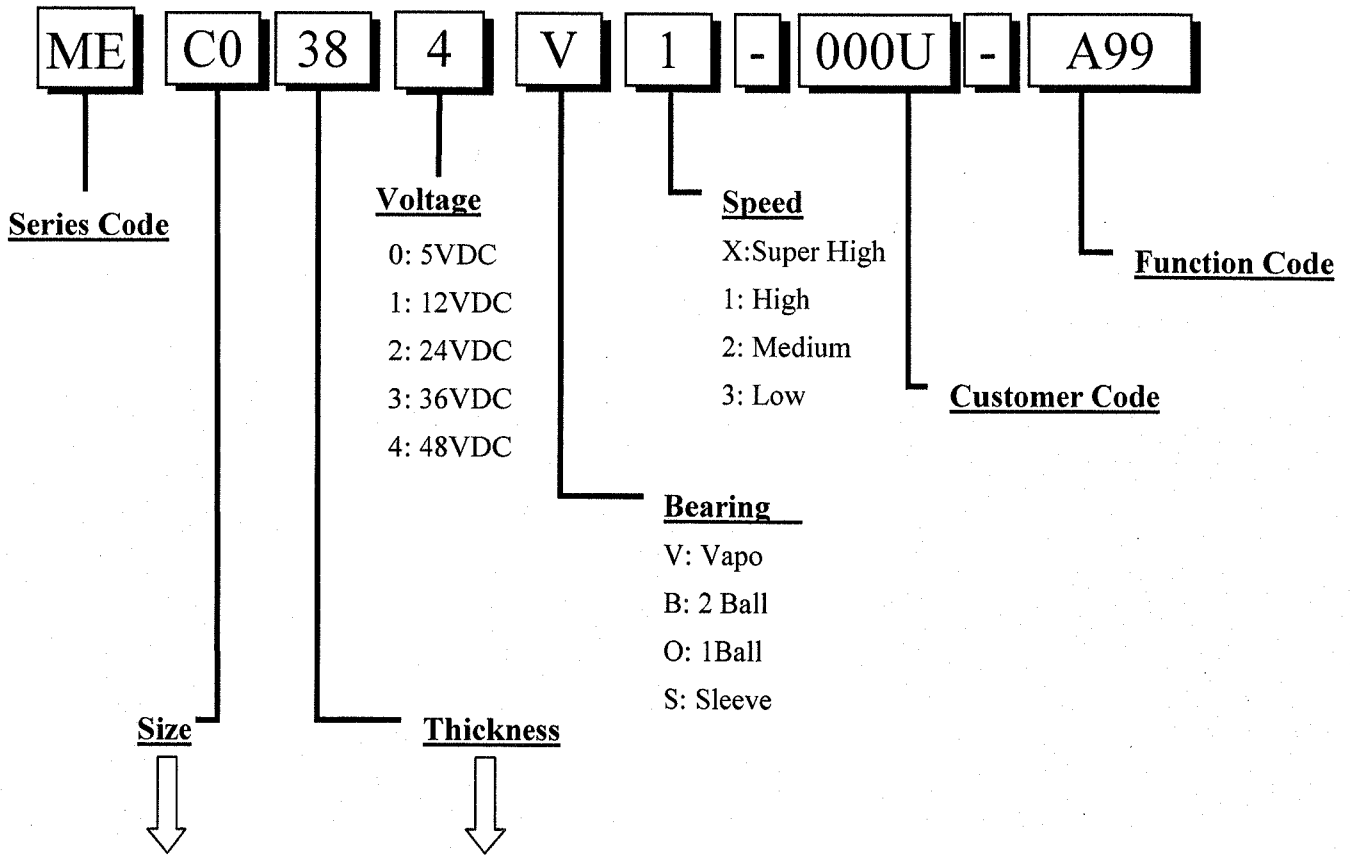 ME C0 38 4 V 1 - 000U - A99
Series Code
Voltage
0: 5VDC
1: 12VDC
2: 24VDC
3: 36VDC
4: 48VDC
Speed
X:Super High
1: High
2: Medium
3: Low
Function Code
Customer Code
Bearing
V: Vapo
B: 2 Ball
O: 1Ball
S: Sleeve
Size
Thickness